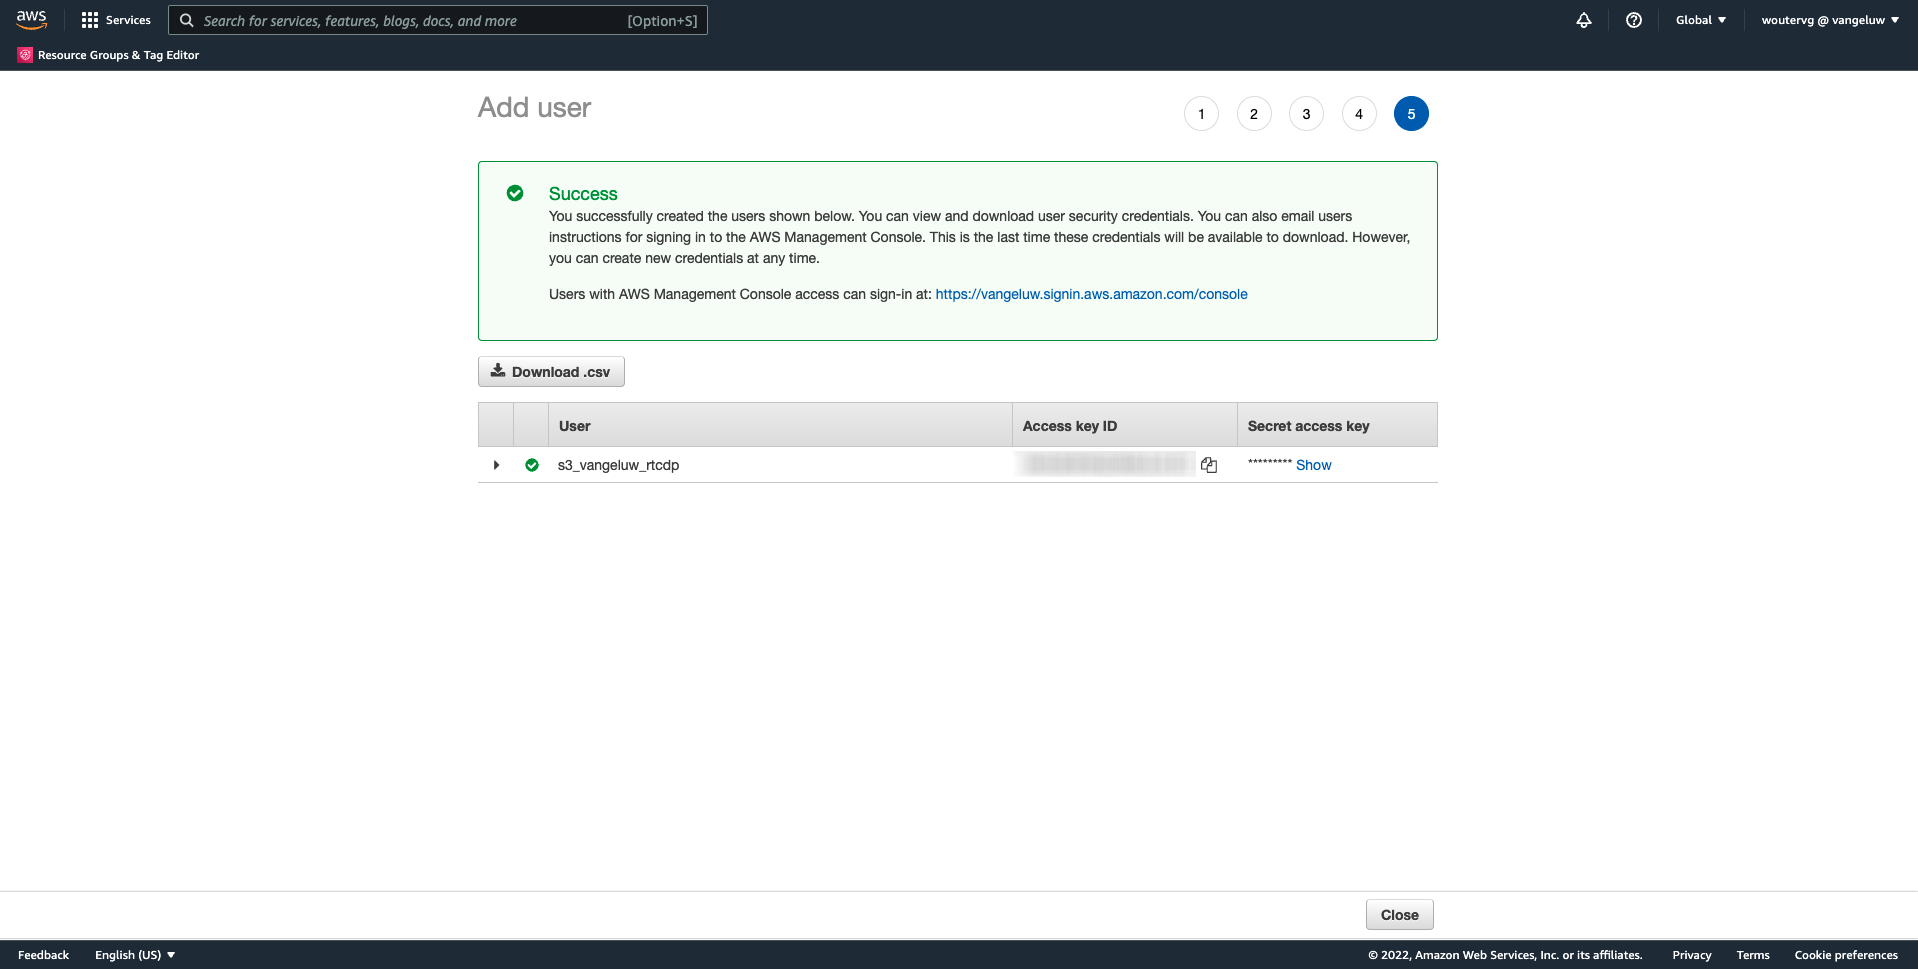 aws
Services
Search for services, features, blogs, docs, and more
[Option+S]
Global
woutervg @ vangeluw
Resource Groups & Tag Editor
Add user
1 2 3 4 5
Success
You successfully created the users shown below. You can view and download user security credentials. You can also email users
instructions for signing in to the AWS Management Console. This is the last time these credentials will be available to download. However,
you can create new credentials at any time.
Users with AWS Management Console access can sign-in at: https://vangeluw.signin.aws.amazon.com/console
Download .csv
User
Access key ID
Secret access key
s3_vangeluw_rtcdp
********* Show
Close
Feedback
English (US)
© 2022, Amazon Web Services, Inc. or its affiliates.
Privacy
Terms
Cookie preferences